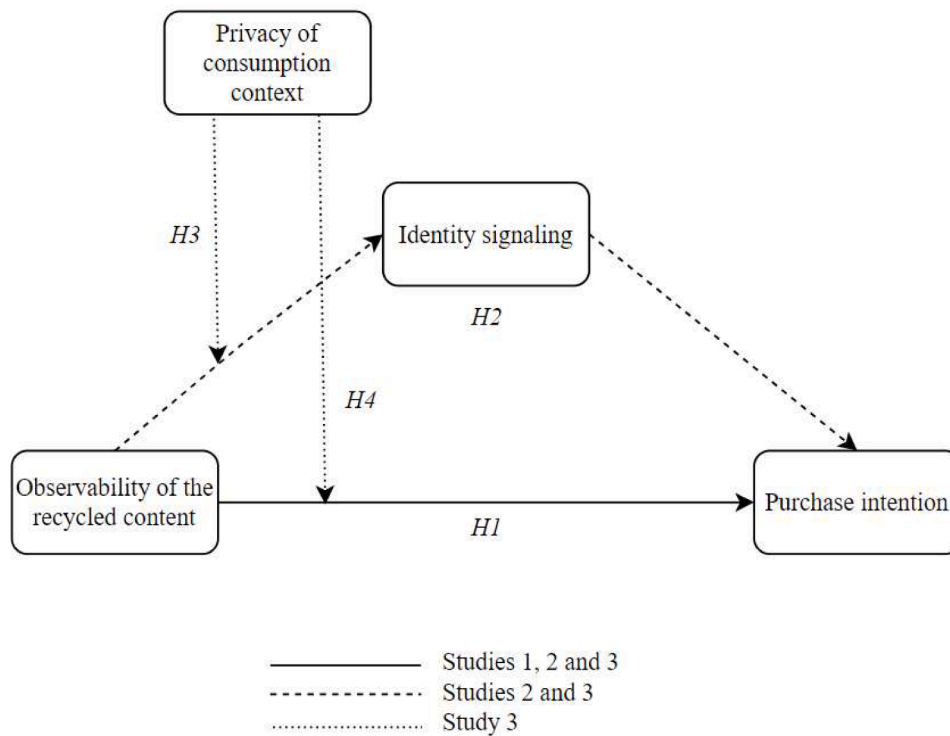 Privacy of
consumption
context
H3
Identity signaling
H2
H4
Observability of the
recycled content
H1
Purchase intention
Studies 1, 2 and 3
Studies 2 and 3
Study 3